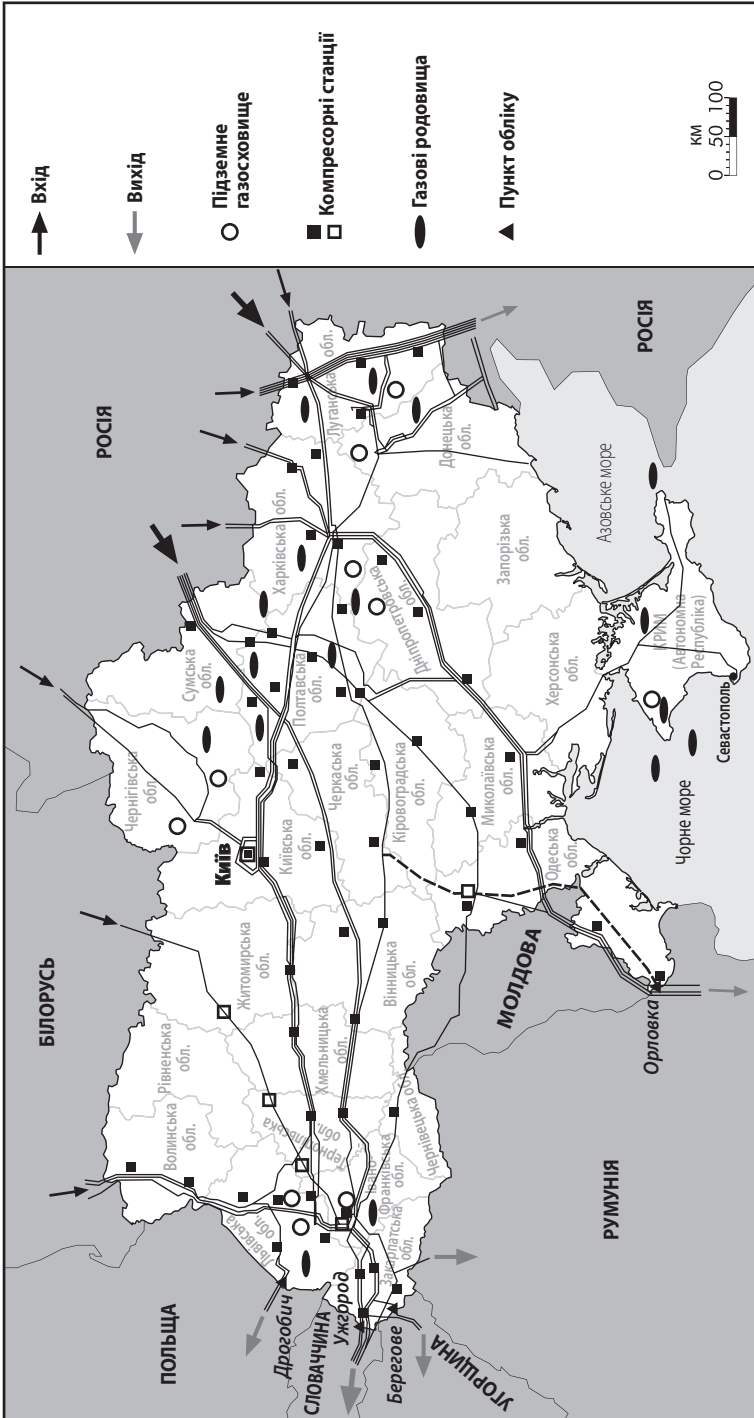 Вхід
Вихід
Підземне
газосховище
Компресорні станції
Газові родовища
Пункт обліку
КМ
0 50 100
БІЛОРУСЬ
РОСІЯ
РОСІЯ
ПОЛЬЩА
СЛОВАЧЧИНА
УГОРЩИНА
РУМУНІЯ
МОЛДОВА
Волинська
обл.
Рівненська
обл.
Житомирська
обл.
Київ
Київська
обл.
Чернігівська
обл.
Сумська
обл.
Харківська обл.
Луганська обл.
Донецька
обл.
Полтавська
обл.
Дніпропетровська
обл.
Запорізька
обл.
Черкаська
обл.
Кіровоградська
обл.
Миколаївська
обл.
Херсонська
обл.
Одеська
обл.
Вінницька
обл.
Хмельницька
обл.
Тернопільська
обл.
Львівська
обл.
Івано-
Франківська
обл.
Закарпатська
обл.
Чернівецька обл.
КРИМ
(Автономна
Республіка)
Севастополь
Азовське море
Чорне море
Дрогобич
Ужгород
Берегове
Орловка